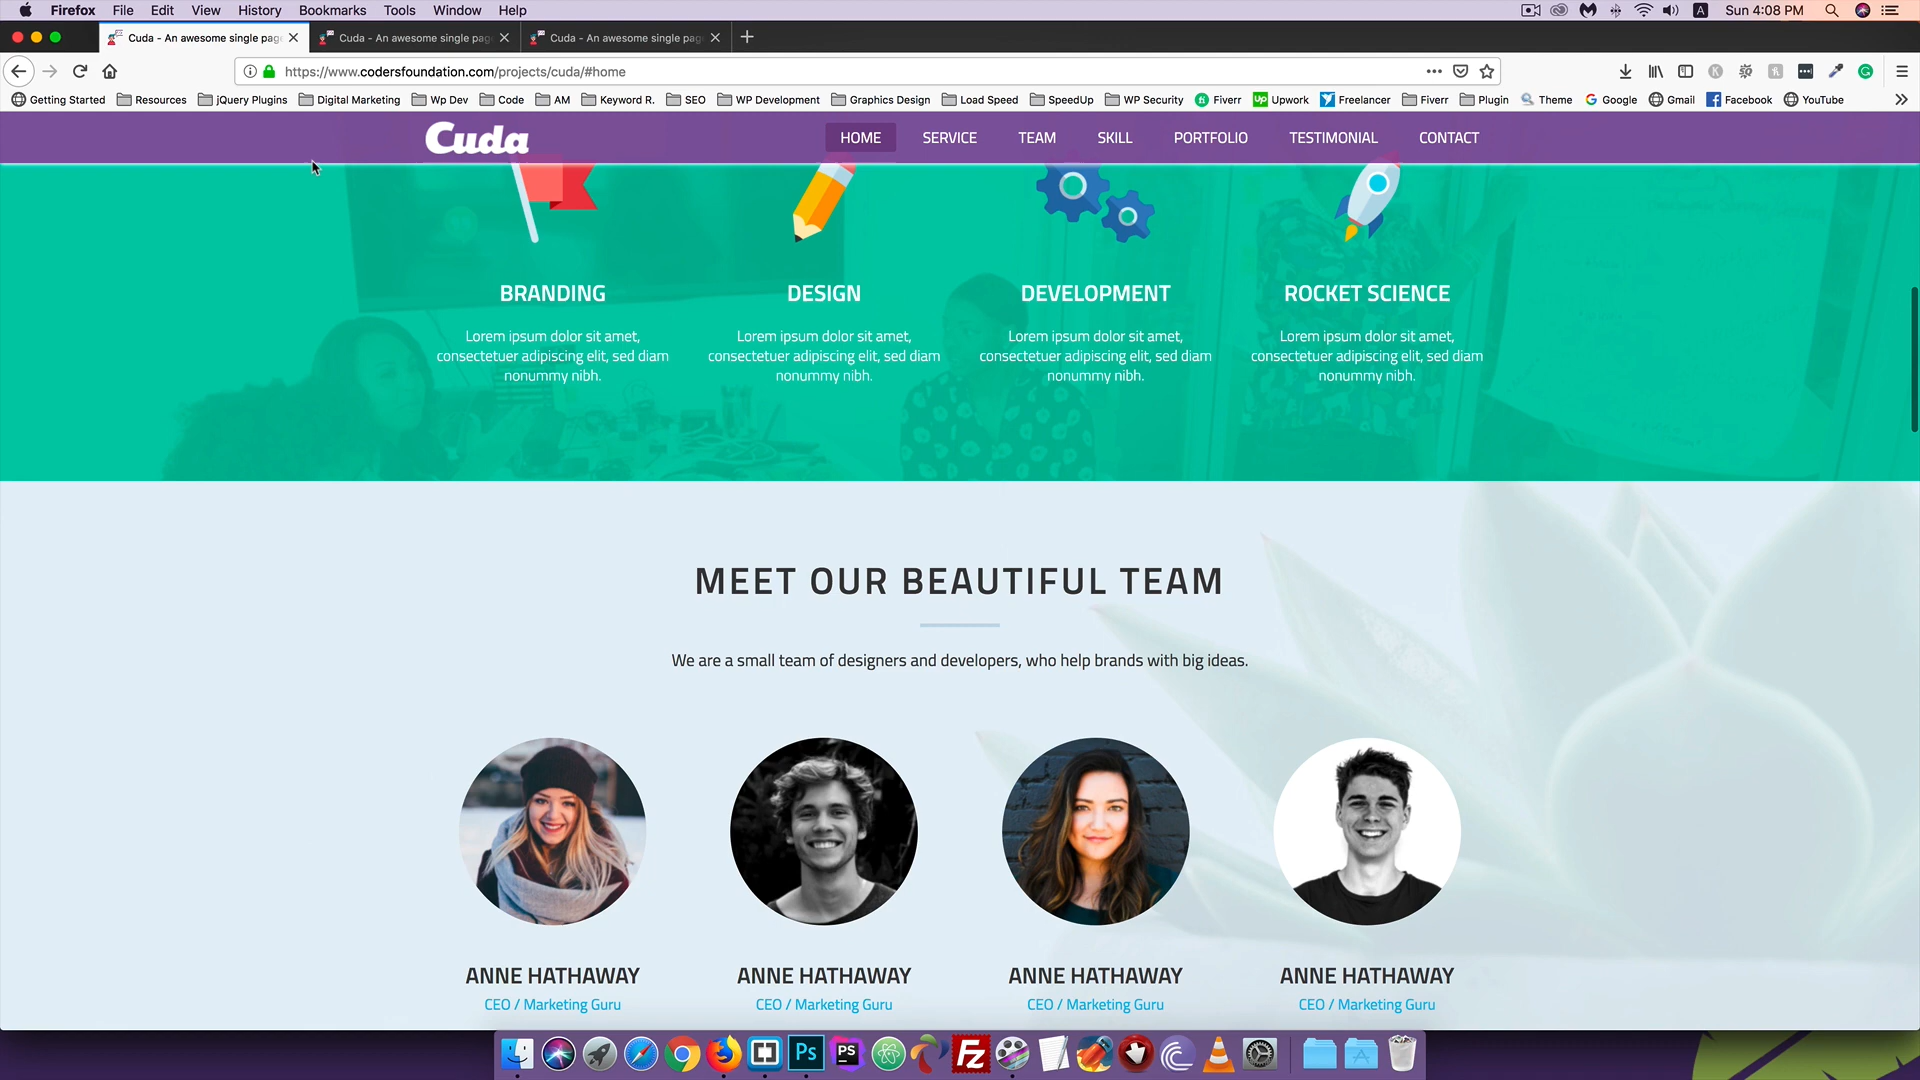 Firefox File Edit View History Bookmarks Tools Window Help
A Sun 4:08 PM
Cuda - An awesome single pag
Cuda - An awesome single pag
Cuda - An awesome single pag
https://www.codersfoundation.com/projects/cuda/#home
Getting Started Resources jQuery Plugins Digital Marketing Wp Dev Code AM Keyword R. SEO WP Development Graphics Design Load Speed SpeedUp WP Security Fiverr Upwork Freelancer Fiverr Plugin Theme Google Gmail Facebook YouTube
Cuda
HOME SERVICE TEAM SKILL PORTFOLIO TESTIMONIAL CONTACT
BRANDING
Lorem ipsum dolor sit amet,
consectetuer adipiscing elit, sed diam
nonummy nibh.
DESIGN
Lorem ipsum dolor sit amet,
consectetuer adipiscing elit, sed diam
nonummy nibh.
DEVELOPMENT
Lorem ipsum dolor sit amet,
consectetuer adipiscing elit, sed diam
nonummy nibh.
ROCKET SCIENCE
Lorem ipsum dolor sit amet,
consectetuer adipiscing elit, sed diam
nonummy nibh.
MEET OUR BEAUTIFUL TEAM
We are a small team of designers and developers, who help brands with big ideas.
ANNE HATHAWAY
CEO / Marketing Guru
ANNE HATHAWAY
CEO / Marketing Guru
ANNE HATHAWAY
CEO / Marketing Guru
ANNE HATHAWAY
CEO / Marketing Guru
Ps
PS
Fz